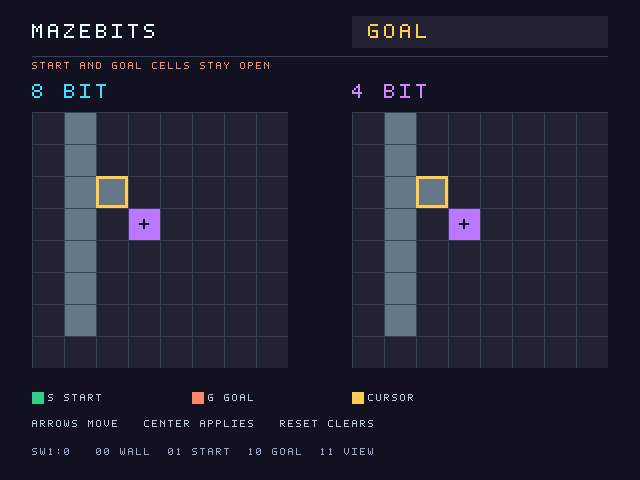 MAZEBITS
GOAL
START AND GOAL CELLS STAY OPEN
8 BIT
4 BIT
+
+
S START
G GOAL
CURSOR
ARROWS MOVE CENTER APPLIES RESET CLEARS
SW1:0 00 WALL 01 START 10 GOAL 11 VIEW